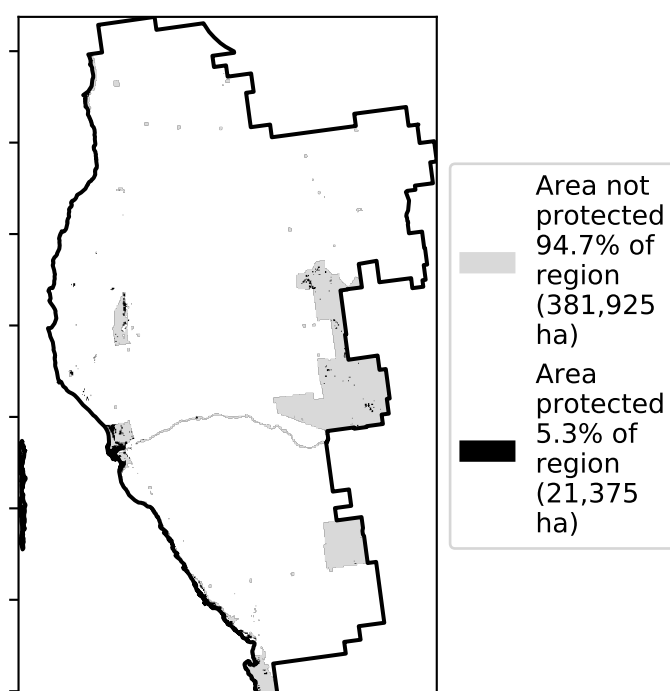 Area not
protected
94.7% of
region
(381,925
ha)
Area
protected
5.3% of
region
(21,375
ha)